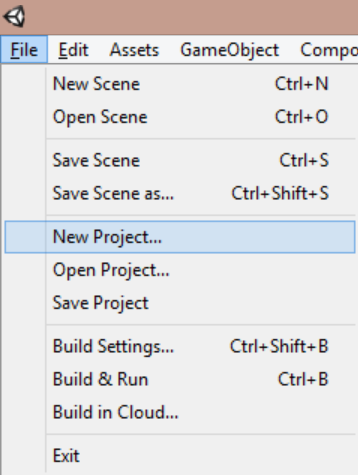 File Edit Assets GameObject Compo
New Scene Ctrl+N
Open Scene Ctrl+O
Save Scene Ctrl+S
Save Scene as... Ctrl+Shift+S
New Project...
Open Project...
Save Project
Build Settings... Ctrl+Shift+B
Build & Run Ctrl+B
Build in Cloud...
Exit